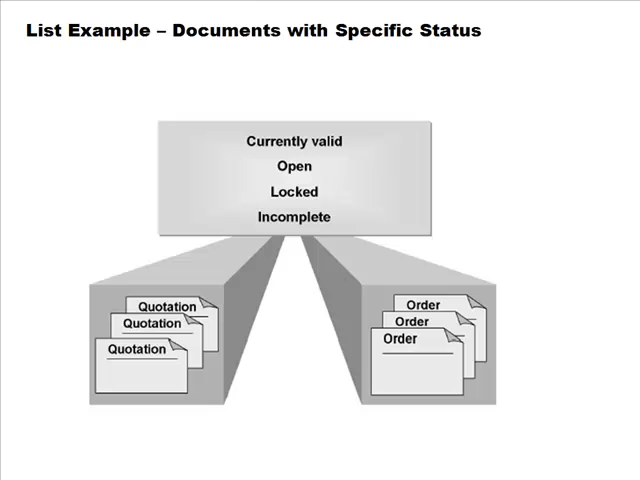 List Example – Documents with Specific Status
Currently valid
Open
Locked
Incomplete
Quotation
Quotation
Quotation
Order
Order
Order